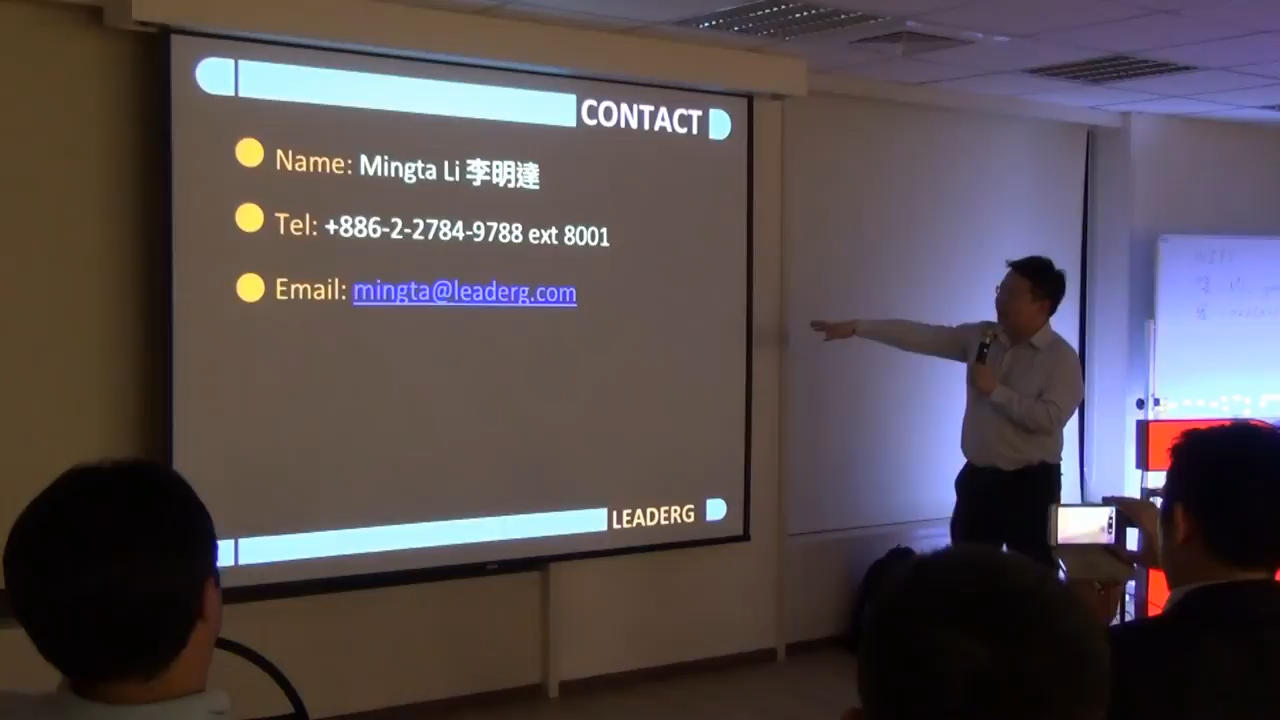 CONTACT
Name: Mingta Li 李明達
Tel: +886-2-2784-9788 ext 8001
Email: mingta@leaderg.com
LEADERG